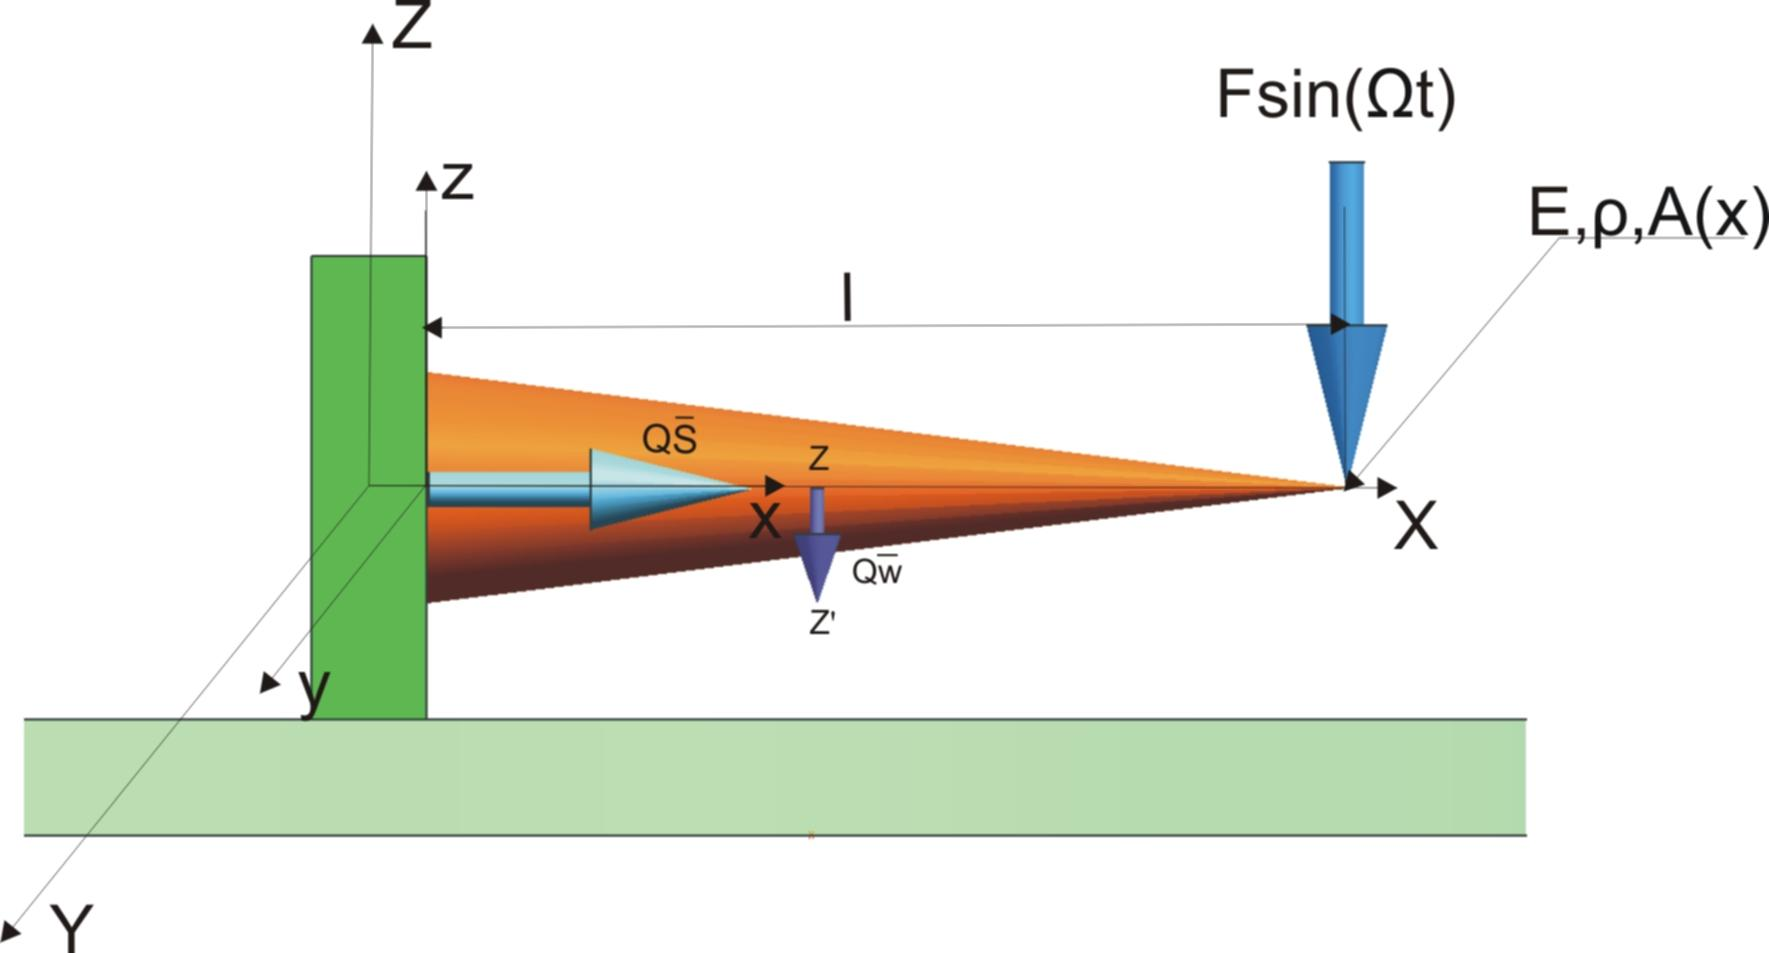 Z
Fsin(Ωt)
z
E,ρ,A(x)
l
QS̅
z
x
X
Qw̅
z'
y
Y